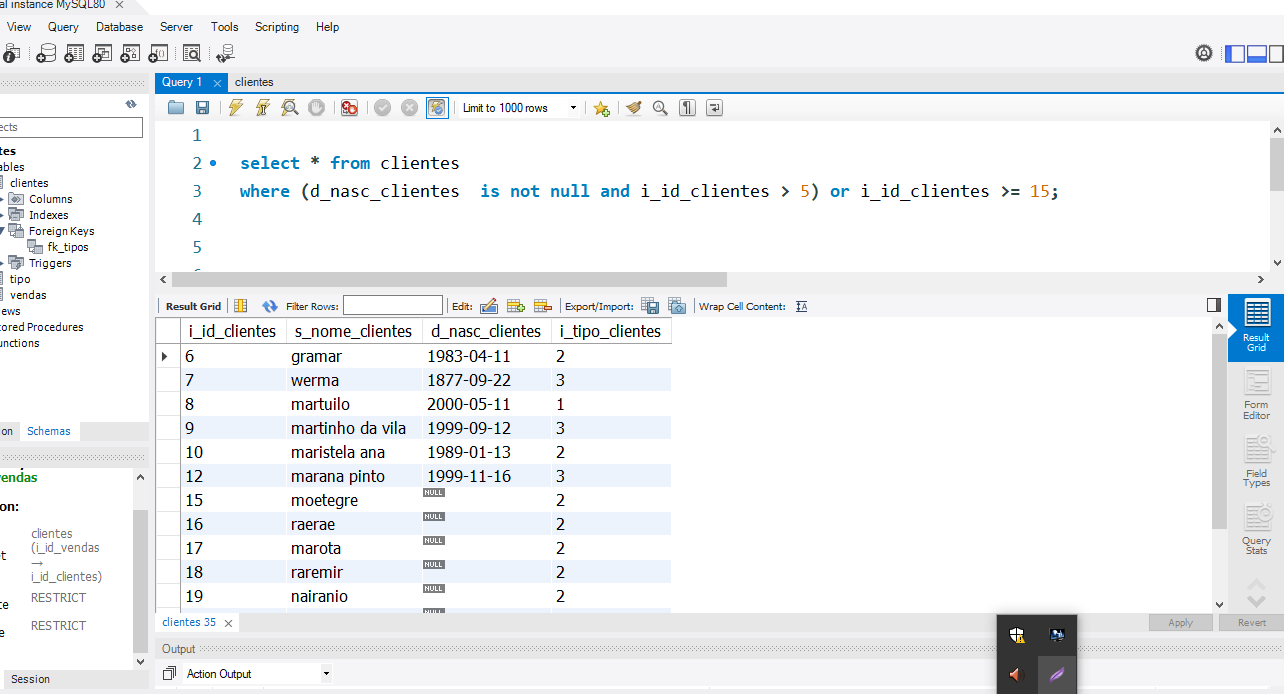 al instance MySQL80
View Query Database Server Tools Scripting Help
Query 1 clientes
Limit to 1000 rows
ects
tes
ables
clientes
Columns
Indexes
Foreign Keys
fk_tipos
Triggers
tipo
vendas
ews
ored Procedures
unctions
on Schemas
vendas
on:
clientes
(i_id_vendas
t →
i_id_clientes)
te RESTRICT
e RESTRICT
Session
1
2 select * from clientes
3 where (d_nasc_clientes is not null and i_id_clientes > 5) or i_id_clientes >= 15;
4
5
Result Grid Filter Rows: Edit: Export/Import: Wrap Cell Content: IA
i_id_clientes s_nome_clientes d_nasc_clientes i_tipo_clientes
6 gramar 1983-04-11 2
7 werma 1877-09-22 3
8 martuilo 2000-05-11 1
9 martinho da vila 1999-09-12 3
10 maristela ana 1989-01-13 2
12 marana pinto 1999-11-16 3
15 moetegre NULL 2
16 raerae NULL 2
17 marota NULL 2
18 raremir NULL 2
19 nairanio NULL 2
NULL
Result
Grid
Form
Editor
Field
Types
Query
Stats
clientes 35 Apply Revert
Output
Action Output